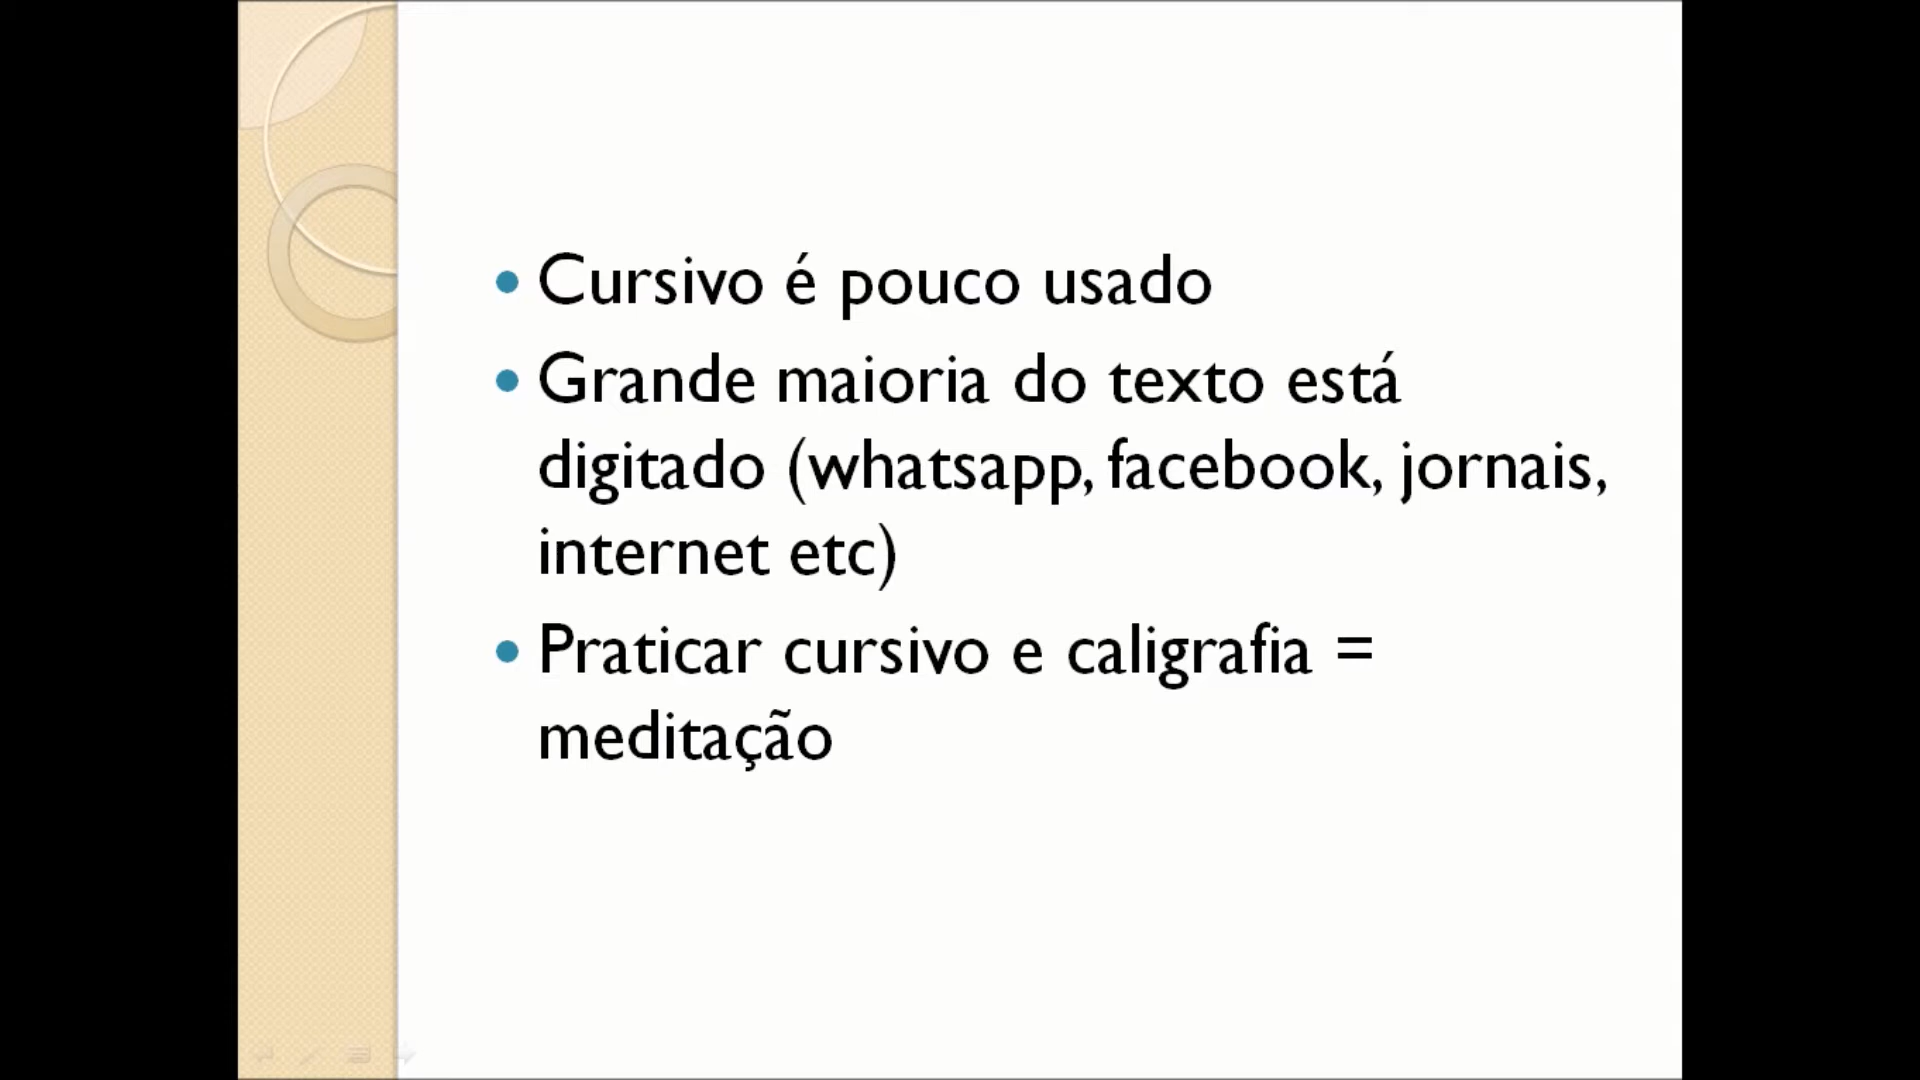 • Cursivo é pouco usado
• Grande maioria do texto está
digitado (whatsapp, facebook, jornais,
internet etc)
• Praticar cursivo e caligrafia =
meditação